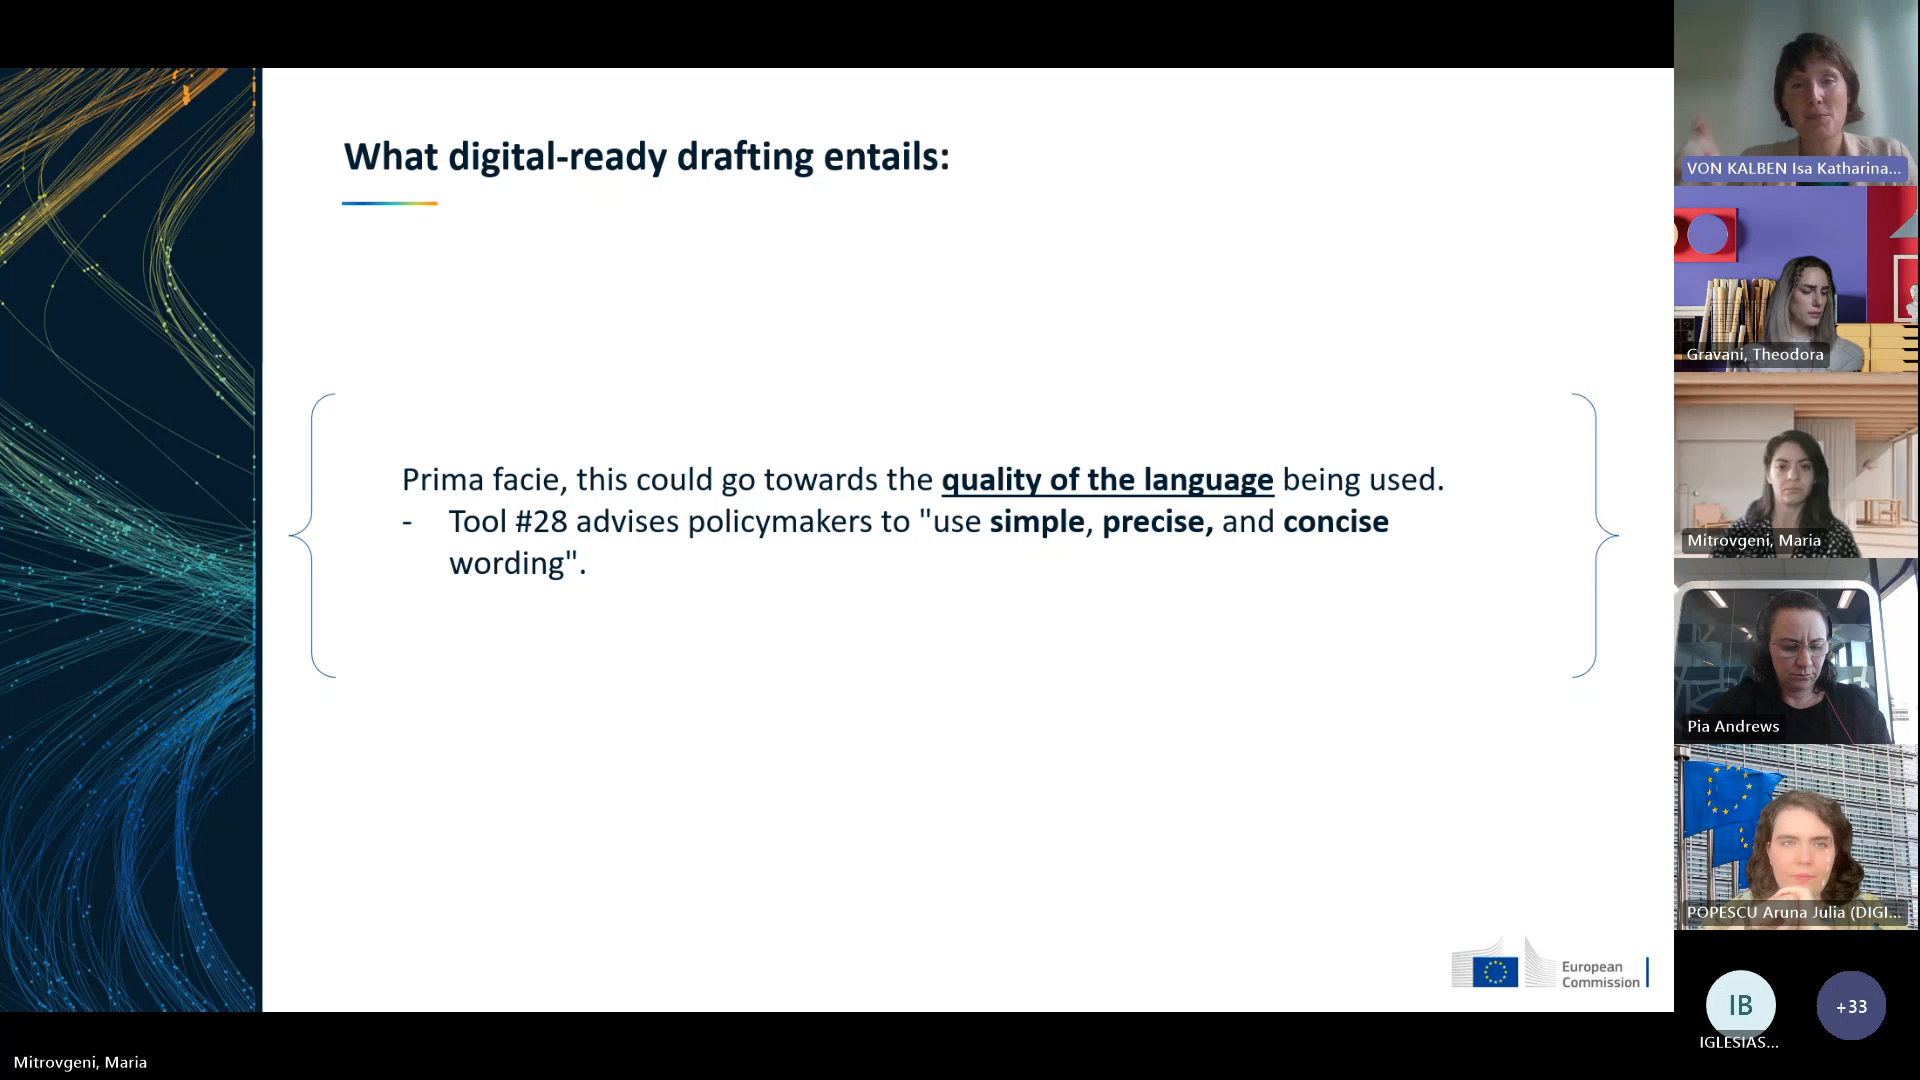 What digital-ready drafting entails:
Prima facie, this could go towards the quality of the language being used.
- Tool #28 advises policymakers to "use simple, precise, and concise
wording".
European
Commission
VON KALBEN Isa Katharina...
Gravani, Theodora
Mitrovgeni, Maria
Pia Andrews
POPESCU Aruna Julia (DIGI...
IB
+33
IGLESIAS...
Mitrovgeni, Maria